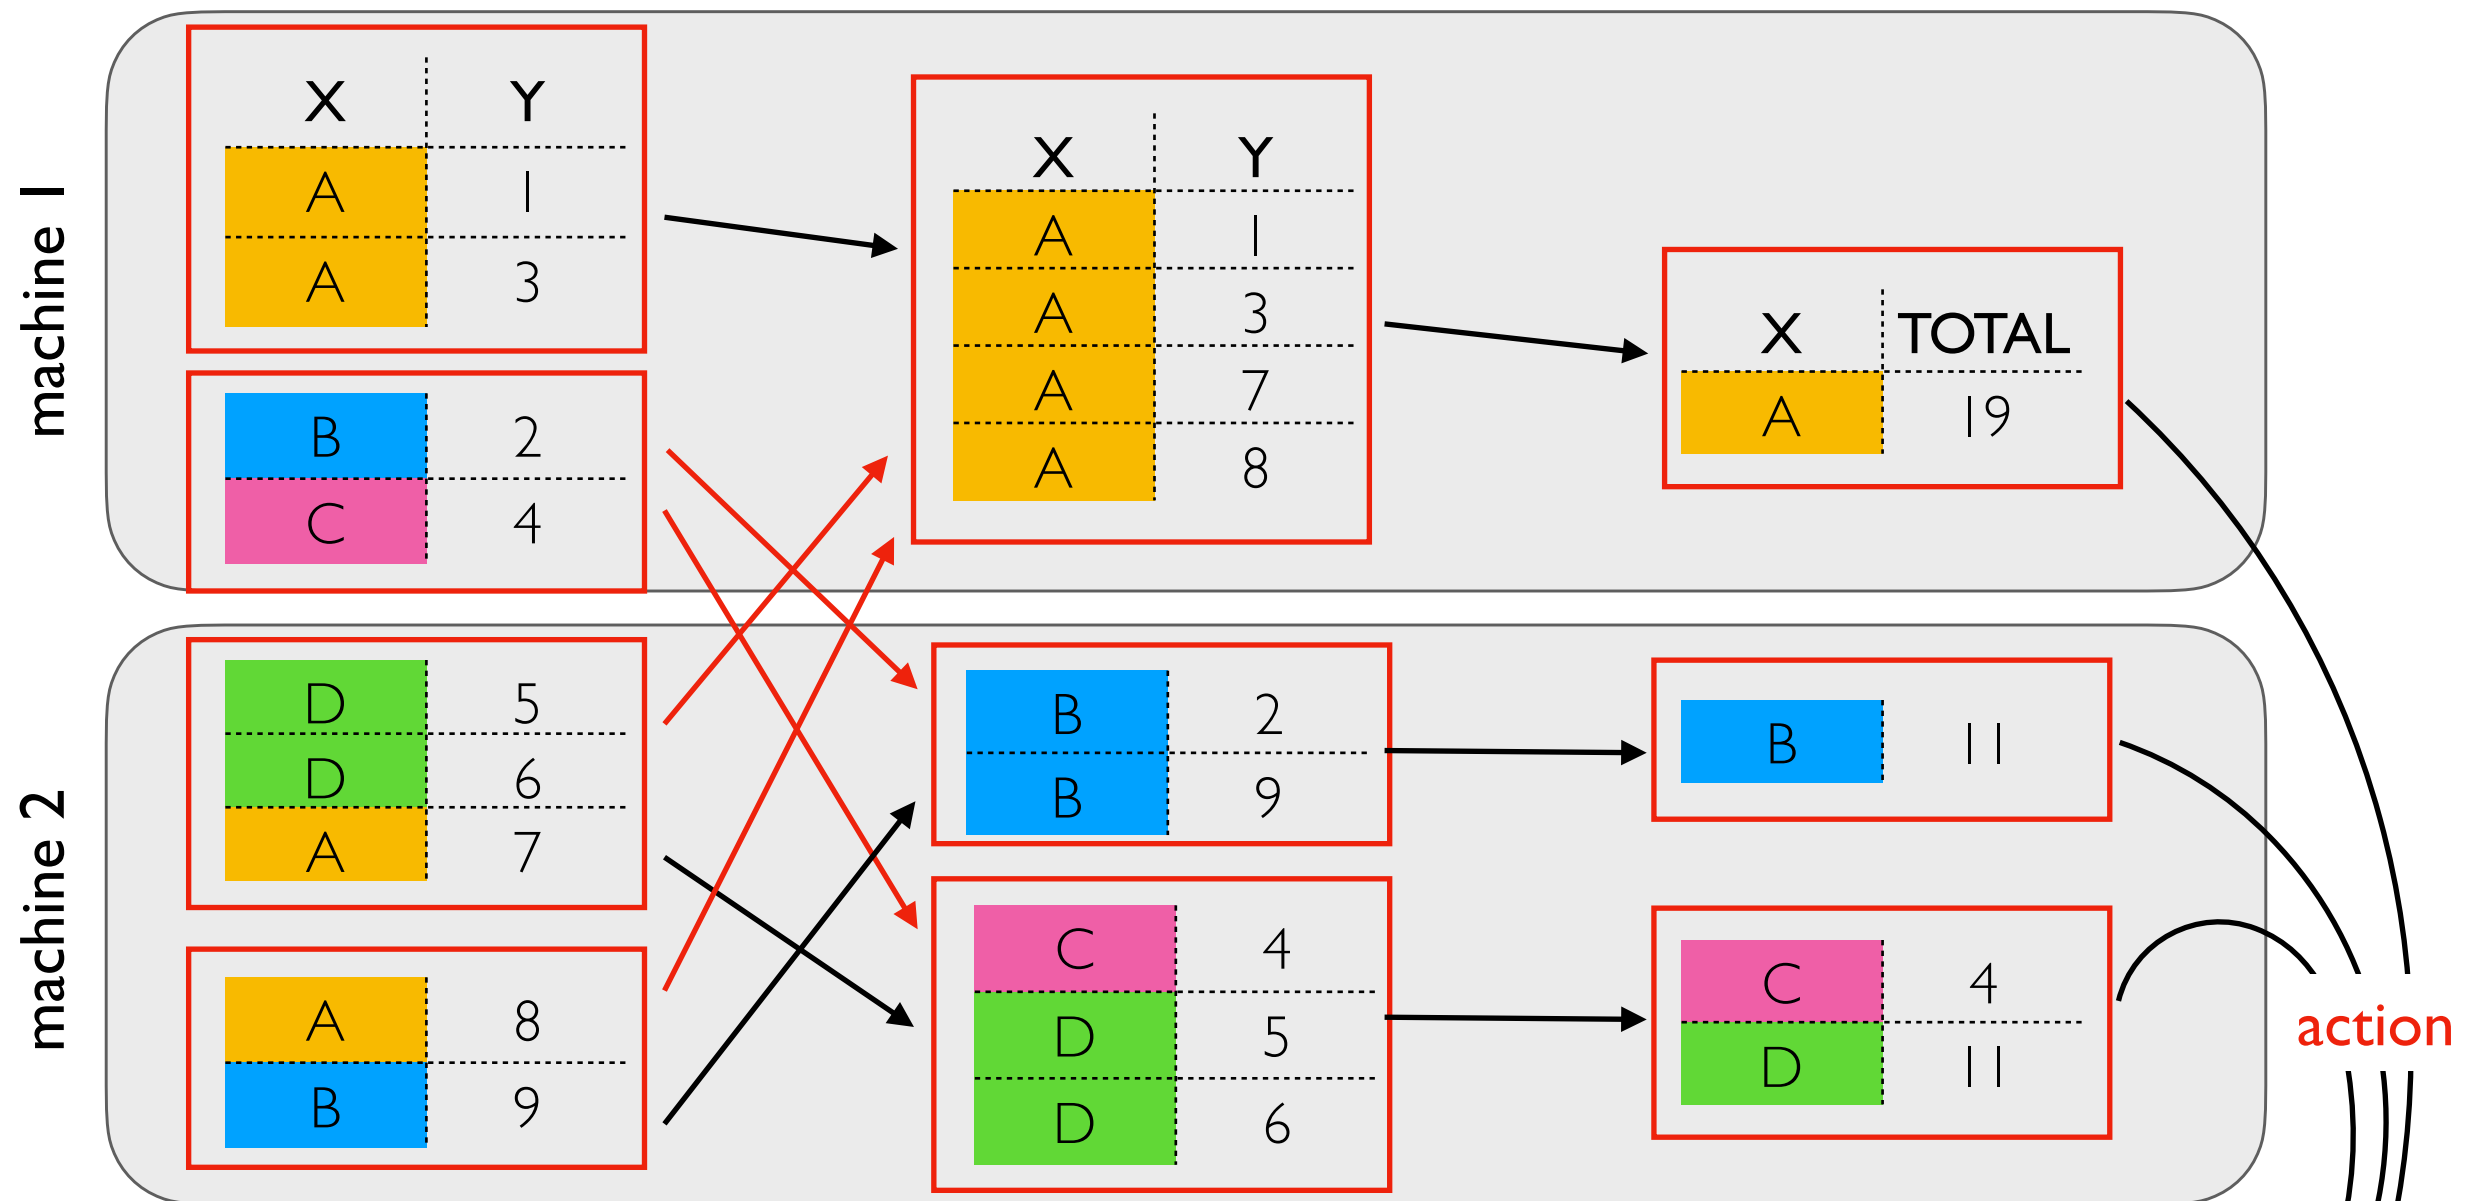 machine 1
X Y
A 1
A 3
B 2
C 4
X Y
A 1
A 3
A 7
A 8
X TOTAL
A 19
machine 2
D 5
D 6
A 7
A 8
B 9
B 2
B 9
C 4
D 5
D 6
B 11
C 4
D 11
action